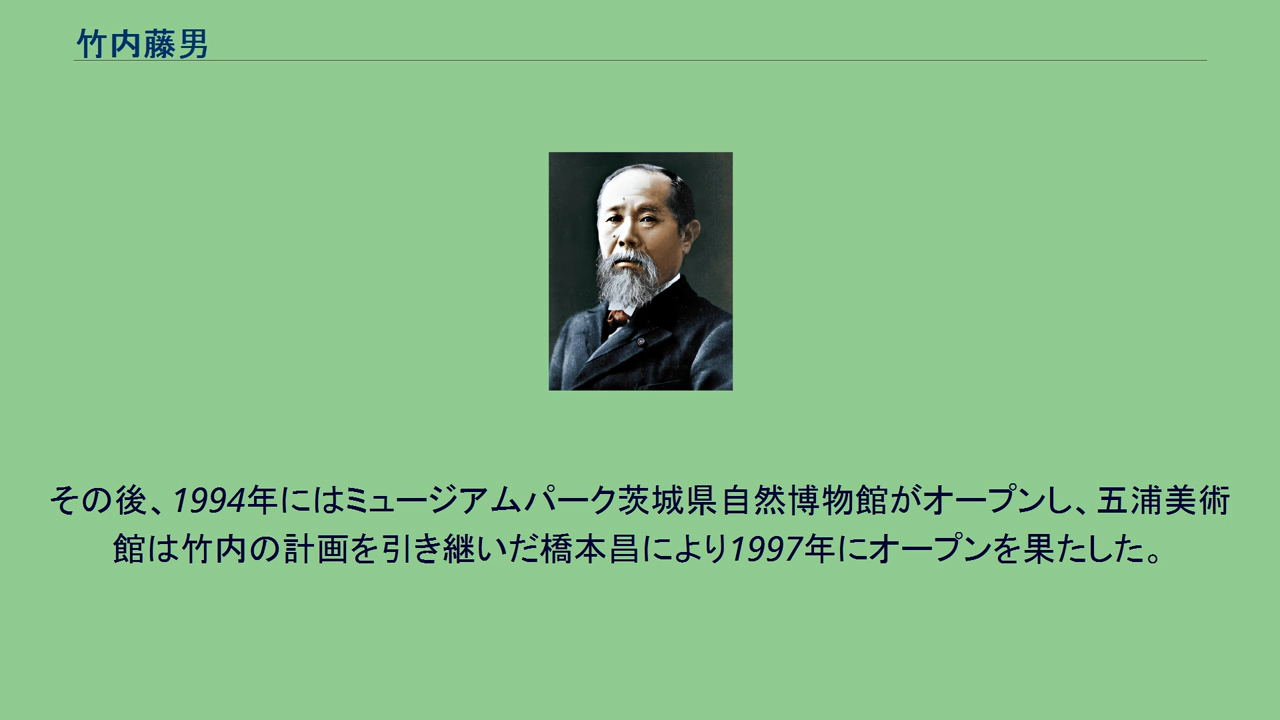 竹内藤男
その後、1994年にはミュージアムパーク茨城県自然博物館がオープンし、五浦美術
館は竹内の計画を引き継いだ橋本昌により1997年にオープンを果たした。